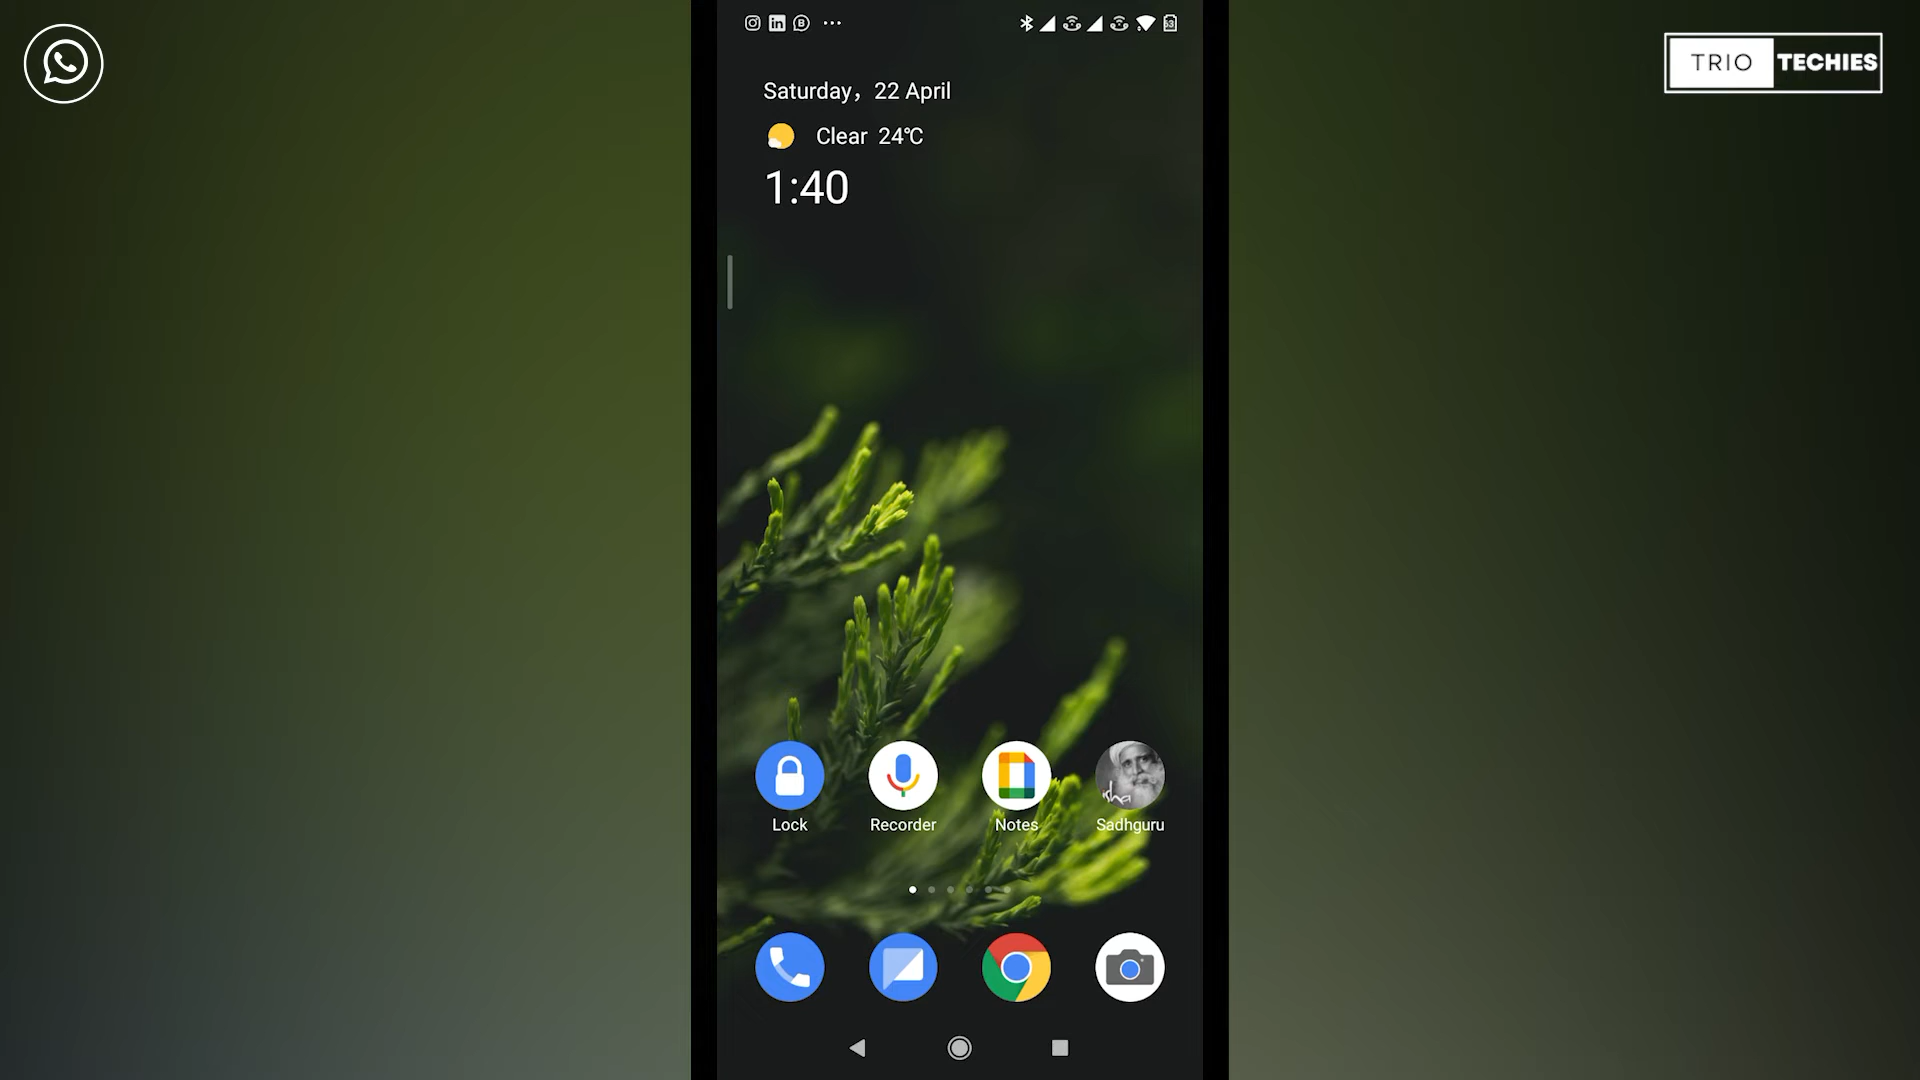 TRIO TECHIES
Saturday, 22 April
Clear 24℃
1:40
Lock Recorder Notes Sadhguru